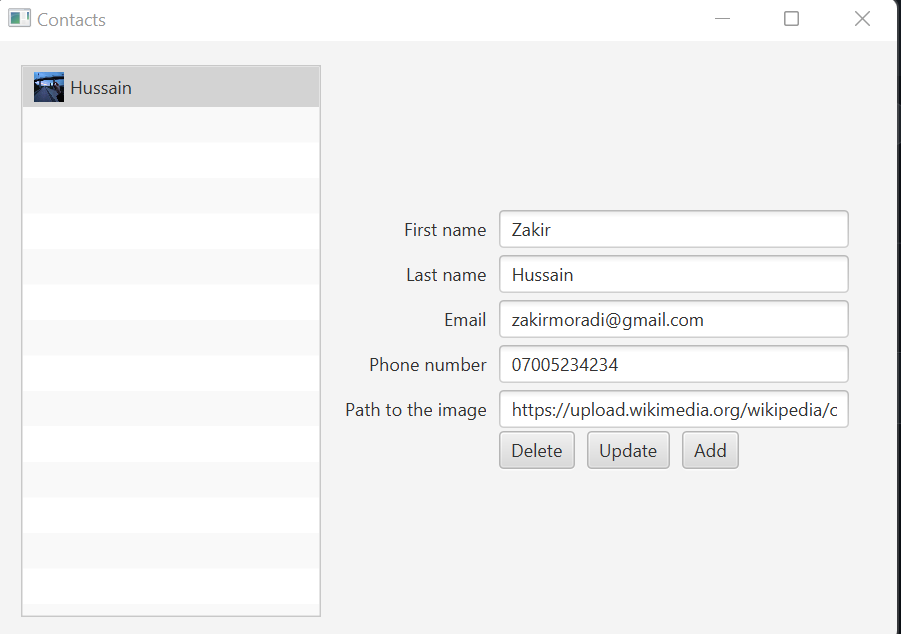 Contacts
Hussain
First name Zakir
Last name Hussain
Email zakirmoradi@gmail.com
Phone number 07005234234
Path to the image https://upload.wikimedia.org/wikipedia/c
Delete Update Add